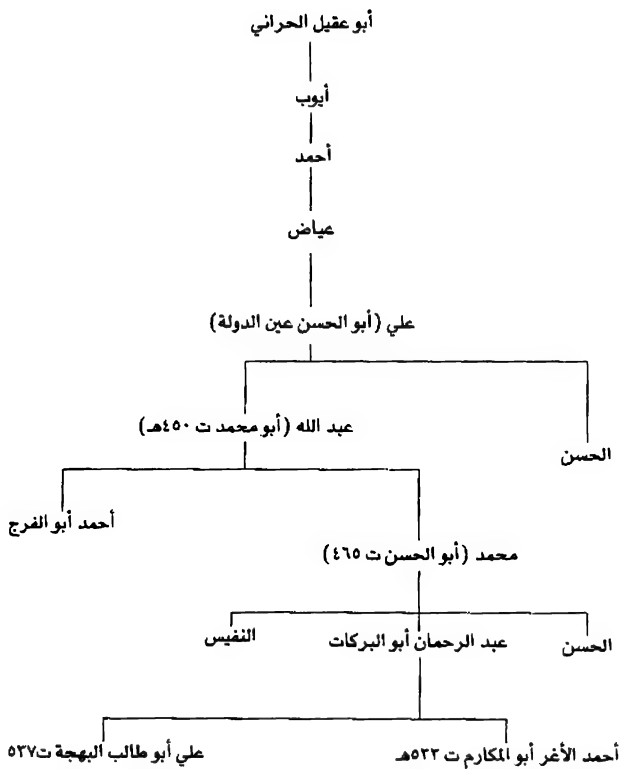 أبو عقيل الحراني
أيوب
أحمد
عياض
علي (أبو الحسن عين الدولة)
عبد الله (أبو محمد ت ٤٥٠هـ)
الحسن
أحمد أبو الفرج
محمد (أبو الحسن ت ٤٦٥)
الحسن
عبد الرحمان أبو البركات
النفيس
أحمد الأغر أبو المكارم ت ٥٢٣هـ
علي أبو طالب البهجة ت٥٣٧